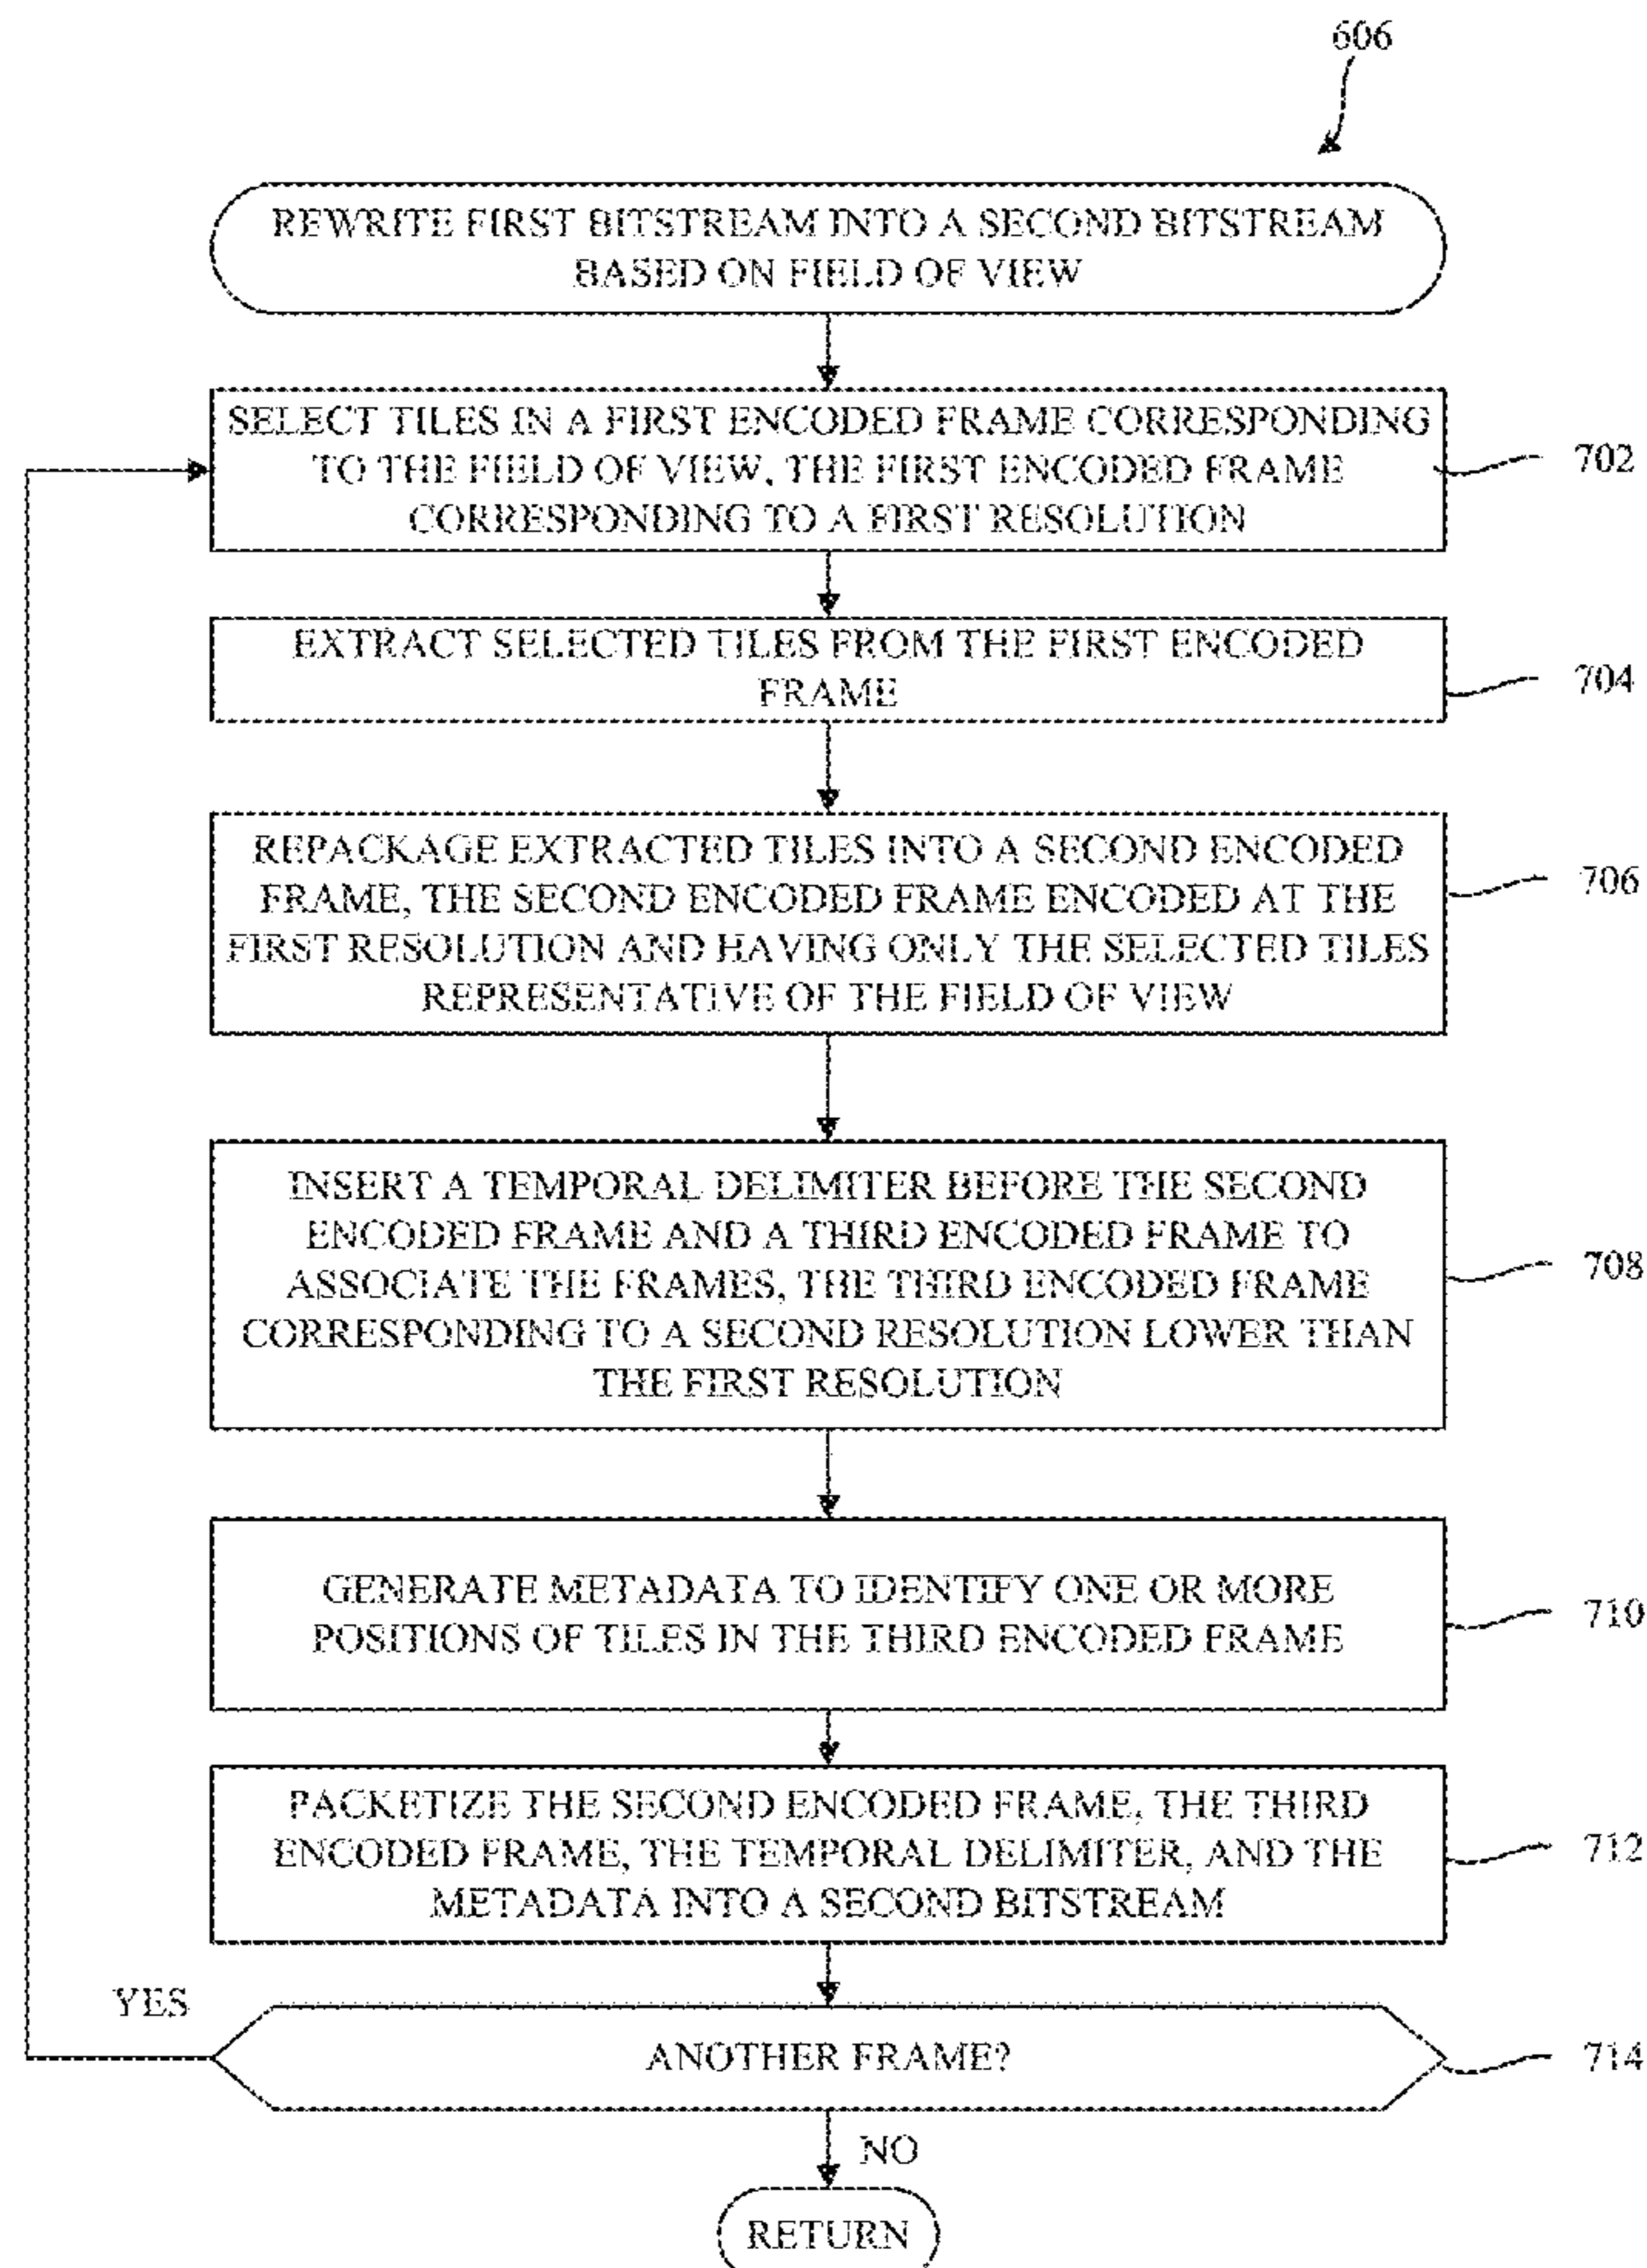 606
REWRITE FIRST BITSTREAM INTO A SECOND BITSTREAM
BASED ON FIELD OF VIEW
SELECT TILES IN A FIRST ENCODED FRAME CORRESPONDING
TO THE FIELD OF VIEW, THE FIRST ENCODED FRAME
CORRESPONDING TO A FIRST RESOLUTION
702
EXTRACT SELECTED TILES FROM THE FIRST ENCODED
FRAME
704
REPACKAGE EXTRACTED TILES INTO A SECOND ENCODED
FRAME, THE SECOND ENCODED FRAME ENCODED AT THE
FIRST RESOLUTION AND HAVING ONLY THE SELECTED TILES
REPRESENTATIVE OF THE FIELD OF VIEW
706
INSERT A TEMPORAL DELIMITER BEFORE THE SECOND
ENCODED FRAME AND A THIRD ENCODED FRAME TO
ASSOCIATE THE FRAMES, THE THIRD ENCODED FRAME
CORRESPONDING TO A SECOND RESOLUTION LOWER THAN
THE FIRST RESOLUTION
708
GENERATE METADATA TO IDENTIFY ONE OR MORE
POSITIONS OF TILES IN THE THIRD ENCODED FRAME
710
PACKETIZE THE SECOND ENCODED FRAME, THE THIRD
ENCODED FRAME, THE TEMPORAL DELIMITER, AND THE
METADATA INTO A SECOND BITSTREAM
712
YES
ANOTHER FRAME?
714
NO
RETURN